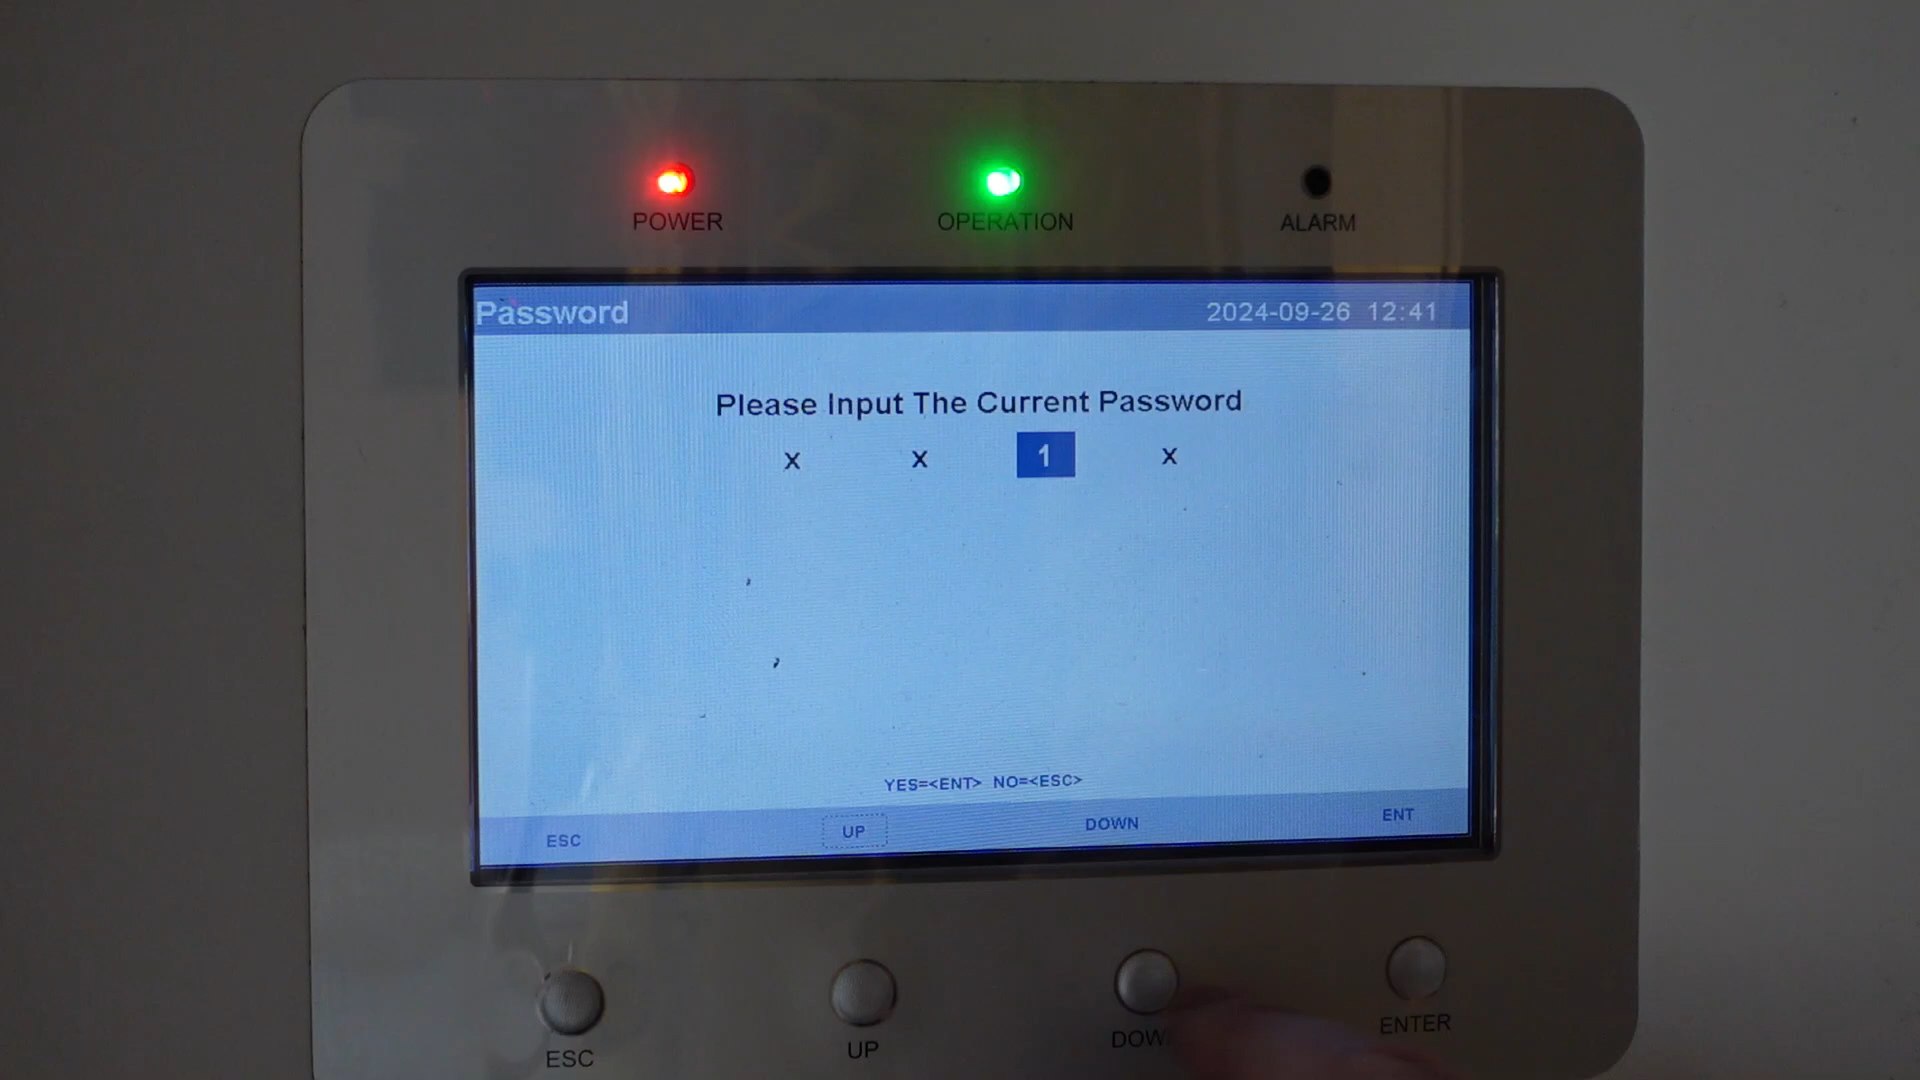 POWER OPERATION ALARM
Password 2024-09-26 12:41
Please Input The Current Password
X X 1 X
YES=<ENT> NO=<ESC>
ESC UP DOWN ENT
ESC UP DOW ENTER